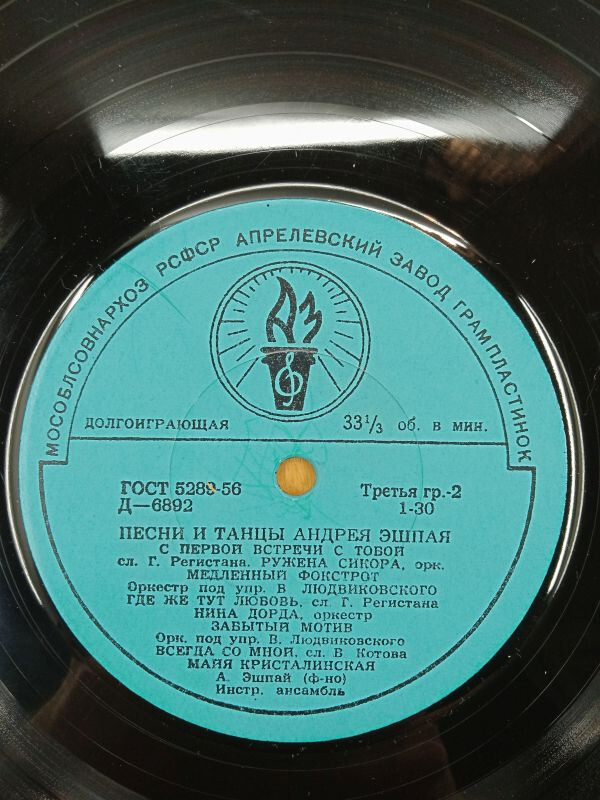 МОСОБЛСОВНАРХОЗ РСФСР АПРЕЛЕВСКИЙ ЗАВОД ГРАМПЛАСТИНОК
АЗ
ДОЛГОИГРАЮЩАЯ 33⅓ об. в мин.
ГОСТ 5289-56 Третья гр.-2
Д—6892 1-30
ПЕСНИ И ТАНЦЫ АНДРЕЯ ЭШПАЯ
С ПЕРВОЙ ВСТРЕЧИ С ТОБОЙ
сл. Г. Регистана. РУЖЕНА СИКОРА, орк.
МЕДЛЕННЫЙ ФОКСТРОТ
Оркестр под упр. В ЛЮДВИКОВСКОГО
ГДЕ ЖЕ ТУТ ЛЮБОВЬ, сл. Г. Регистана
НИНА ДОРДА, оркестр
ЗАБЫТЫЙ МОТИВ
Орк. под упр. В. Людвиковского
ВСЕГДА СО МНОЙ, сл. В Котова
МАЙЯ КРИСТАЛИНСКАЯ
А. Эшпай (ф-но)
Инстр. ансамбль